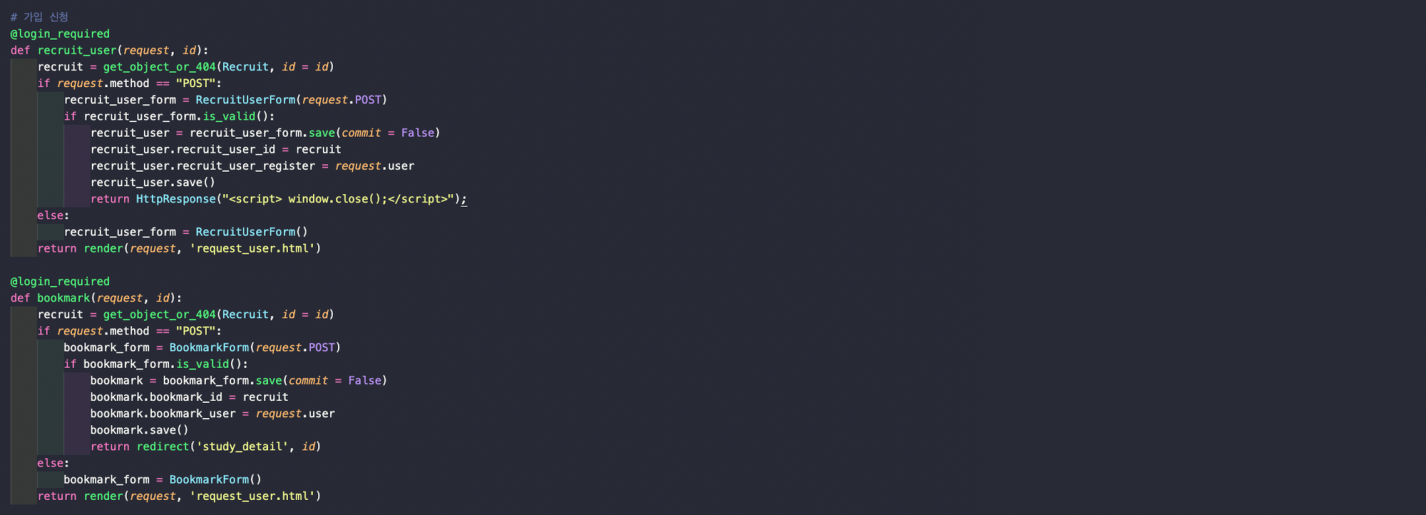 # 가입 신청
@login_required
def recruit_user(request, id):
    recruit = get_object_or_404(Recruit, id = id)
    if request.method == "POST":
        recruit_user_form = RecruitUserForm(request.POST)
        if recruit_user_form.is_valid():
            recruit_user = recruit_user_form.save(commit = False)
            recruit_user.recruit_user_id = recruit
            recruit_user.recruit_user_register = request.user
            recruit_user.save()
            return HttpResponse("<script> window.close();</script>");
    else:
        recruit_user_form = RecruitUserForm()
    return render(request, 'request_user.html')

@login_required
def bookmark(request, id):
    recruit = get_object_or_404(Recruit, id = id)
    if request.method == "POST":
        bookmark_form = BookmarkForm(request.POST)
        if bookmark_form.is_valid():
            bookmark = bookmark_form.save(commit = False)
            bookmark.bookmark_id = recruit
            bookmark.bookmark_user = request.user
            bookmark.save()
            return redirect('study_detail', id)
    else:
        bookmark_form = BookmarkForm()
    return render(request, 'request_user.html')